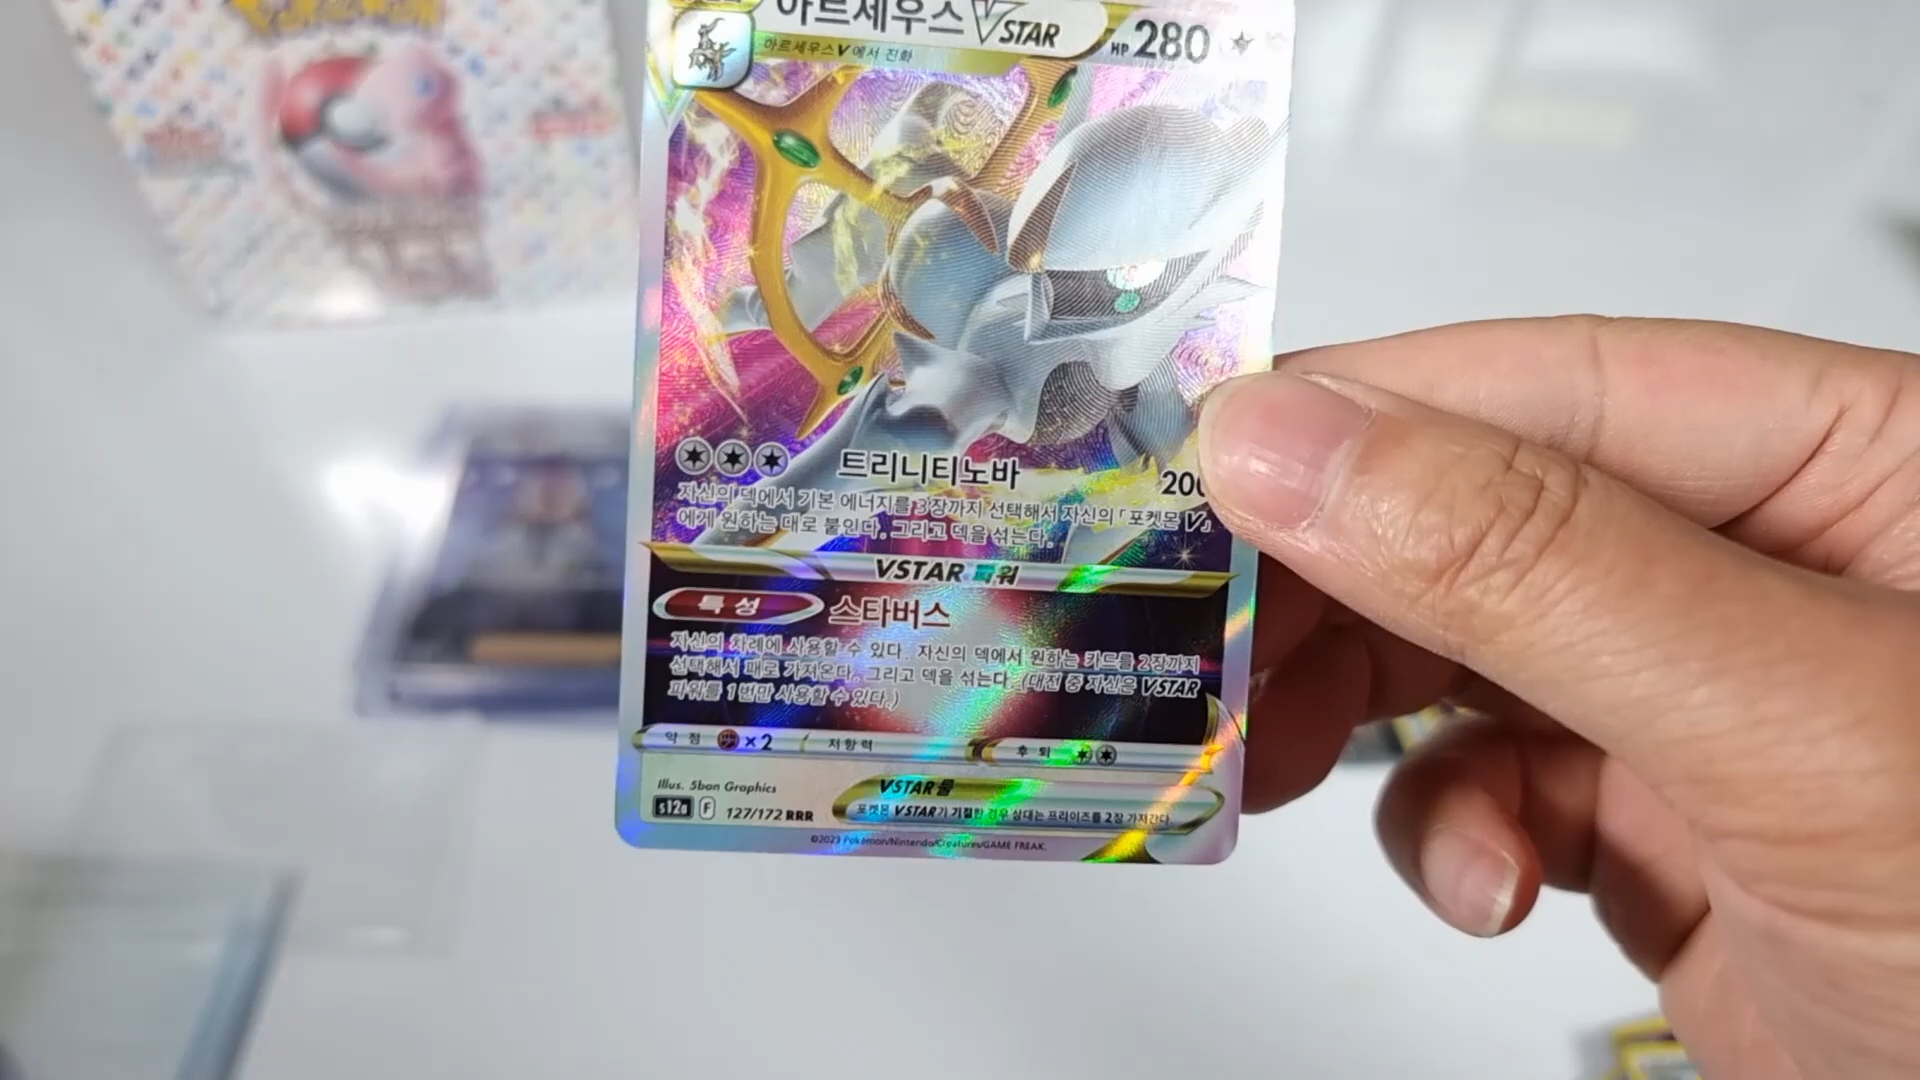 아르세우스 VSTAR HP 280
아르세우스V에서 진화
트리니티노바 200
자신의 덱에서 기본 에너지를 3장까지 선택해서 자신의 「포켓몬 V」
에게 원하는 대로 붙인다. 그리고 덱을 섞는다.
VSTAR 파워
특성 스타버스
자신의 차례에 사용할 수 있다. 자신의 덱에서 원하는 카드를 2장까지
선택해서 패로 가져온다. 그리고 덱을 섞는다. (대전 중 자신은 VSTAR
파워를 1번만 사용할 수 있다.)
약점 ×2 저항력 후퇴
Illus. 5ban Graphics
VSTAR 룰
포켓몬 VSTAR가 기절한 경우 상대는 프라이즈를 2장 가져간다.
s12a F 127/172 RRR
©2023 Pokémon/Nintendo/Creatures/GAME FREAK.